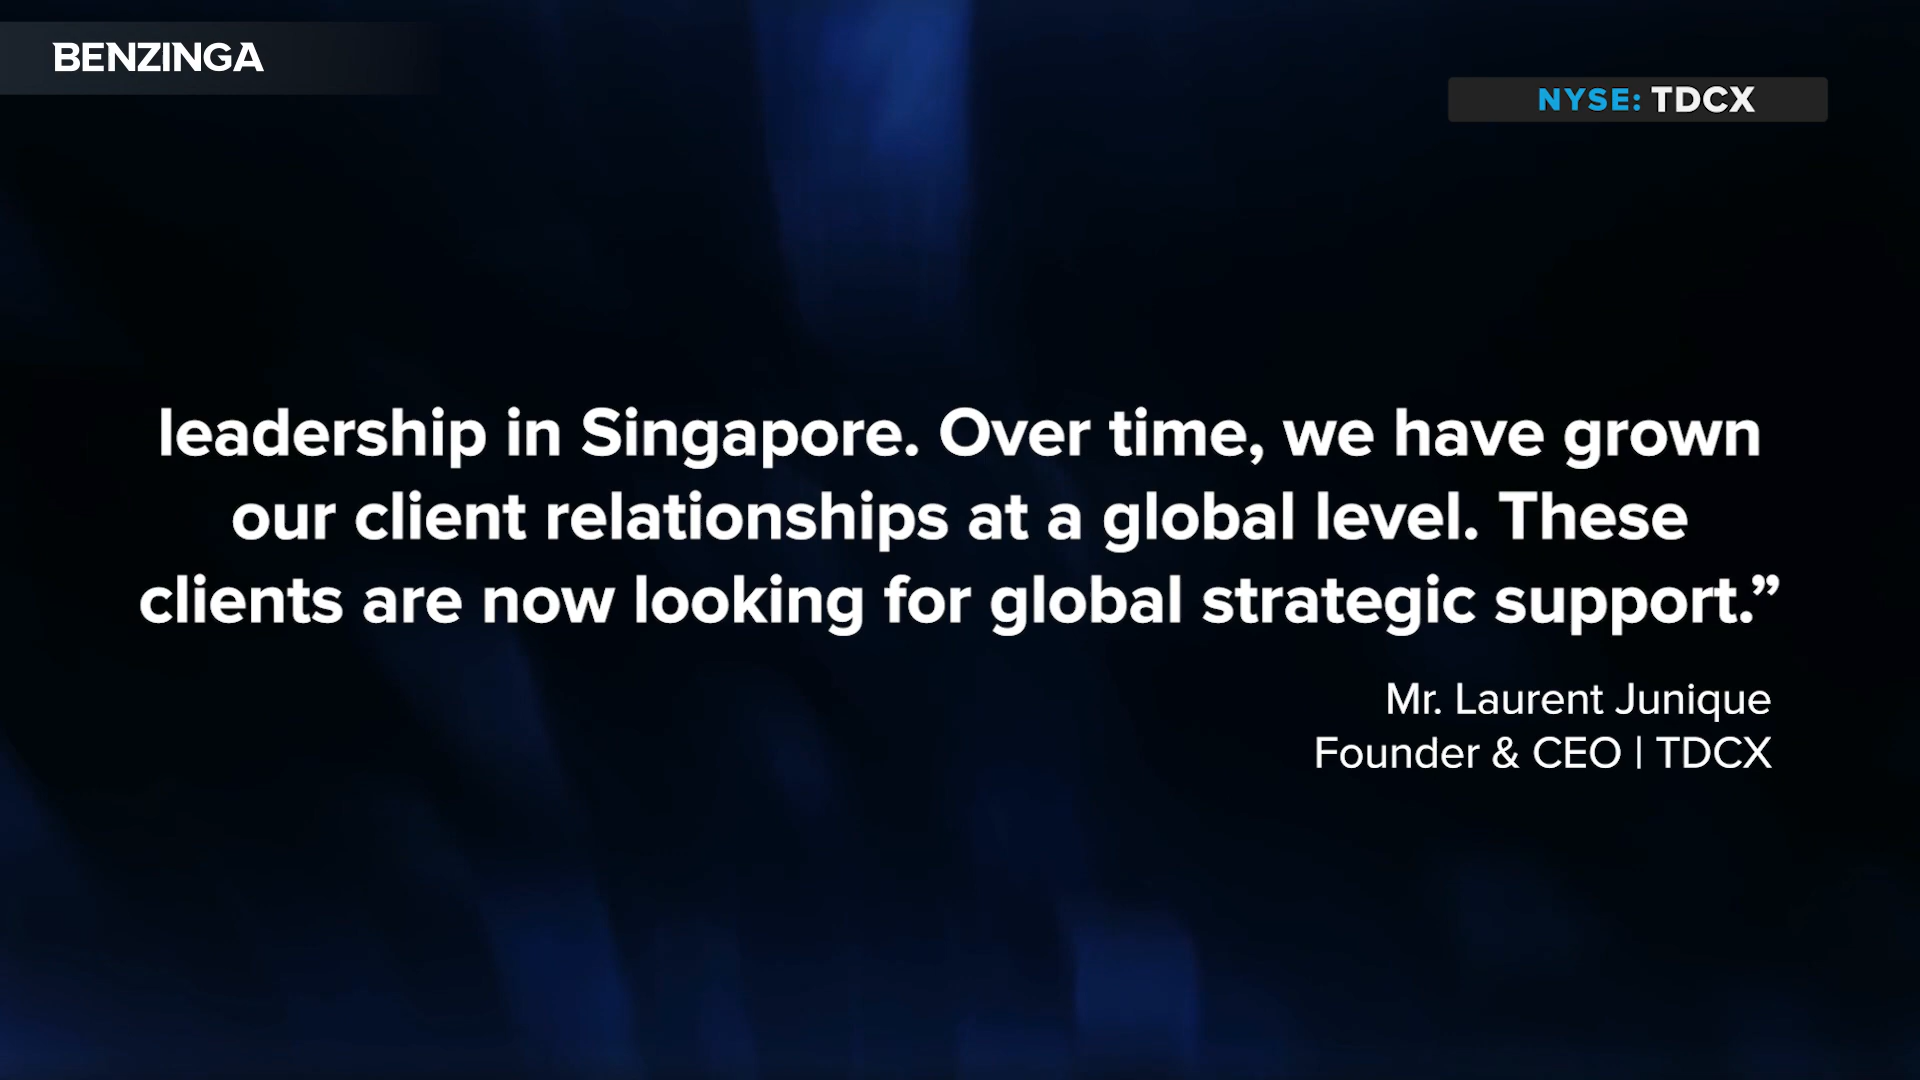 BENZINGA
NYSE: TDCX
leadership in Singapore. Over time, we have grown
our client relationships at a global level. These
clients are now looking for global strategic support.”
Mr. Laurent Junique
Founder & CEO | TDCX